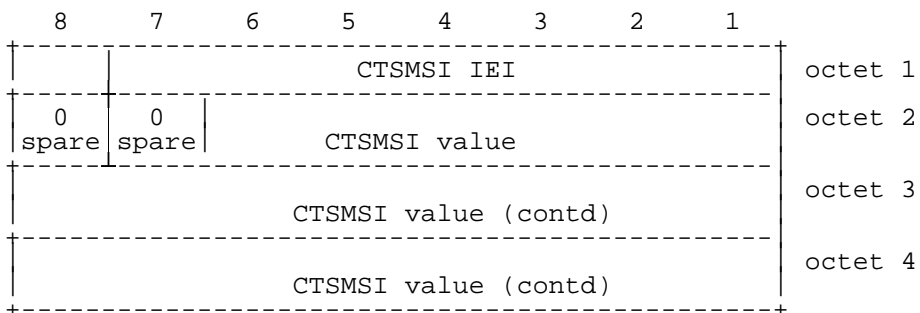 8 7 6 5 4 3 2 1
CTSMSI IEI octet 1
0 0 octet 2
spare spare CTSMSI value
octet 3
CTSMSI value (contd)
octet 4
CTSMSI value (contd)